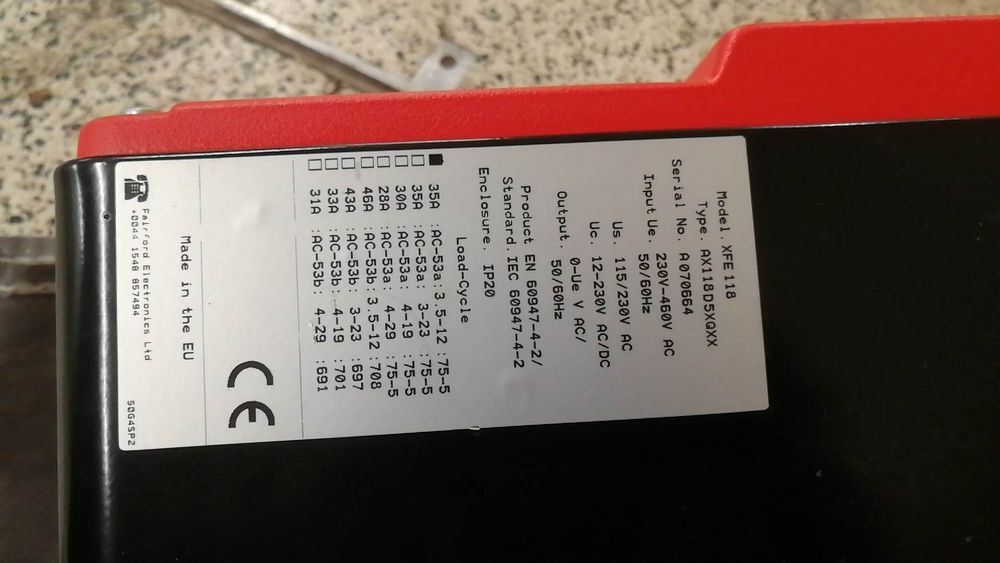 Model. XFE 118
Type. AX118D5XQXX
Serial No. A070664
Input Ue. 230V-460V AC
50/60Hz
Us. 115/230V AC
Uc. 12-230V AC/DC
Output. 0-Ue V AC/
50/60Hz
Product EN 60947-4-2/
Standard. IEC 60947-4-2
Enclosure. IP20
Load-Cycle
35A :AC-53a: 3.5-12 :75-5
35A :AC-53a: 3-23 :75-5
30A :AC-53a: 4-19 :75-5
28A :AC-53a: 4-29 :75-5
46A :AC-53b: 3.5-12 :708
43A :AC-53b: 3-23 :697
33A :AC-53b: 4-19 :701
31A :AC-53b: 4-29 :691
CE
Made in the EU
Fairford Electronics Ltd
+0044 1548 857494
50G4SP2